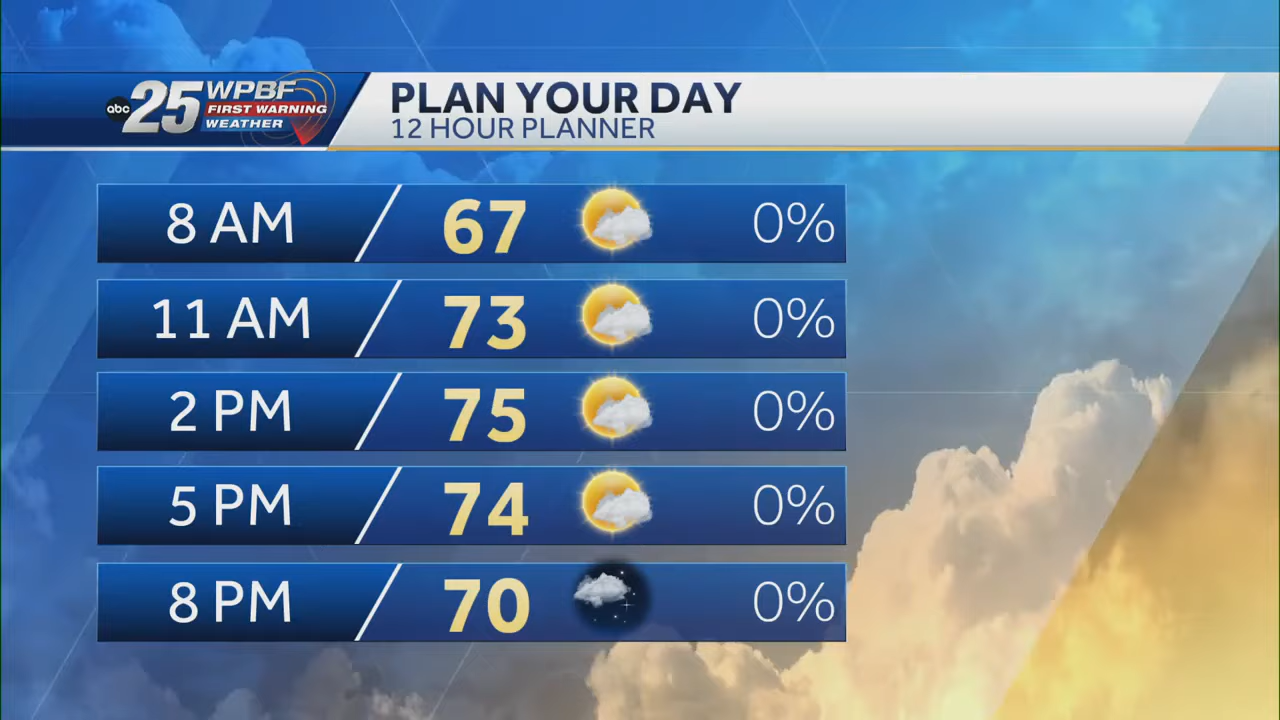 abc 25 WPBF
FIRST WARNING
WEATHER
PLAN YOUR DAY
12 HOUR PLANNER
8 AM 67 0%
11 AM 73 0%
2 PM 75 0%
5 PM 74 0%
8 PM 70 0%